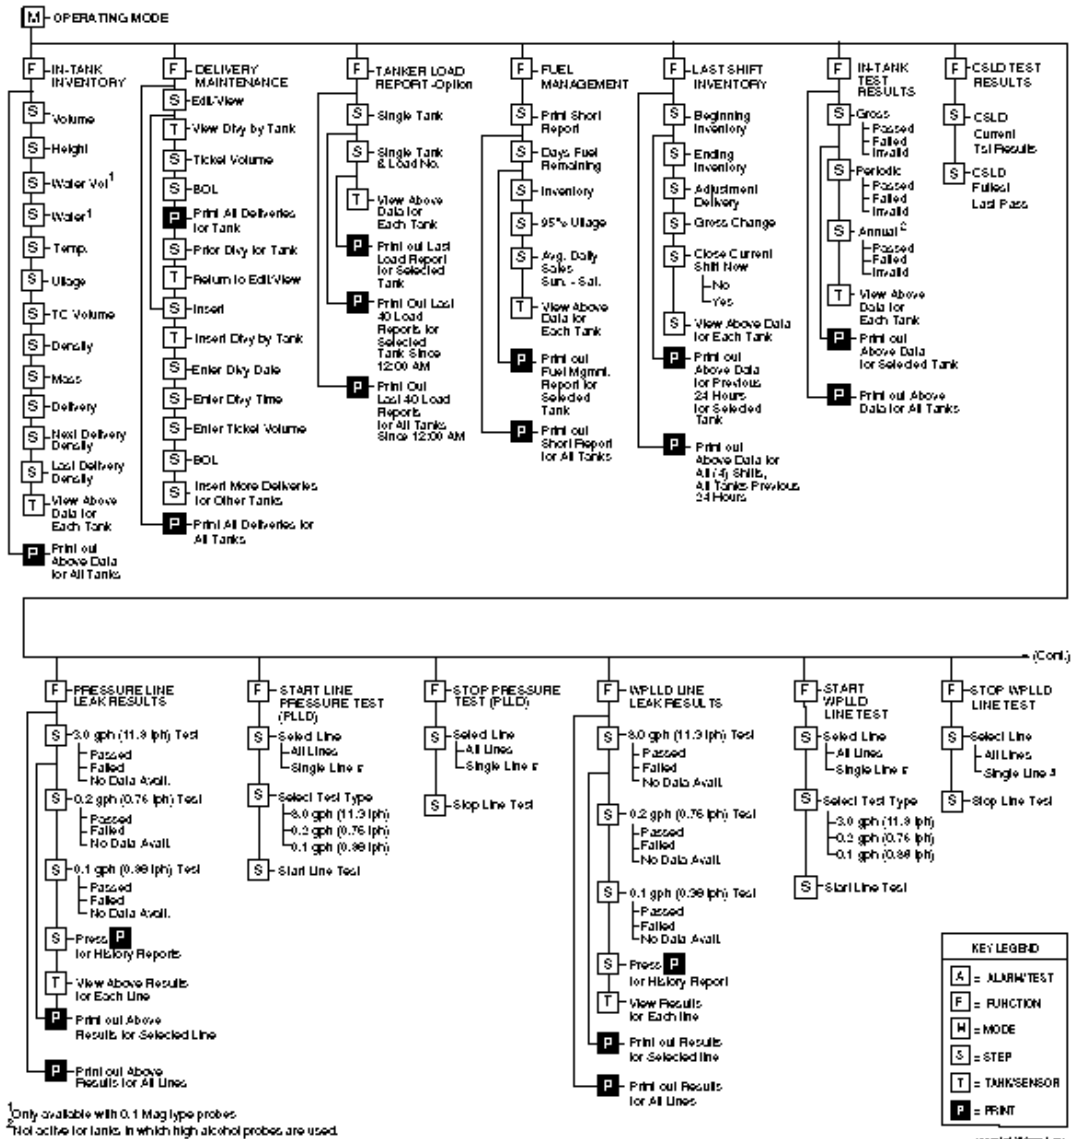 M OPERATING MODE
F IN-TANK
INVENTORY
S Volume
S Height
S Water Vol1
S Water1
S Temp.
S Ullage
S TC Volume
S Density
S Mass
S Delivery
S Next Delivery
Density
S Last Delivery
Density
T View Above
Data for
Each Tank
P Print out
Above Data
for All Tanks
F DELIVERY
MAINTENANCE
S Edit/View
T View Dlvy by Tank
S Ticket Volume
S BOL
P Print All Deliveries
for Tank
S Prior Dlvy for Tank
T Return to Edit/View
S Insert
T Insert Dlvy by Tank
S Enter Dlvy Date
S Enter Dlvy Time
S Enter Ticket Volume
S BOL
S Insert More Deliveries
for Other Tanks
P Print All Deliveries for
All Tanks
F TANKER LOAD
REPORT -Option
S Single Tank
S Single Tank
& Load No.
T View Above
Data for
Each Tank
P Print out Last
Load Report
for Selected
Tank
P Print Out Last
40 Load
Reports for
Selected
Tank Since
12:00 AM
P Print Out
Last 40 Load
Reports
for All Tanks
Since 12:00 AM
F FUEL
MANAGEMENT
S Print Short
Report
S Days Fuel
Remaining
S Inventory
S 95% Ullage
S Avg. Daily
Sales
Sun. - Sat.
T View Above
Data for
Each Tank
P Print out
Fuel Mgmnt.
Report for
Selected
Tank
P Print out
Short Report
for All Tanks
F LAST SHIFT
INVENTORY
S Beginning
Inventory
S Ending
Inventory
S Adjustment
Delivery
S Gross Change
S Close Current
Shift Now
No
Yes
S View Above Data
for Each Tank
P Print out
Above Data
for Previous
24 Hours
for Selected
Tank
P Print out
Above Data for
All (4) Shifts,
All Tanks Previous
24 Hours
F IN-TANK
TEST
RESULTS
S Gross
Passed
Failed
Invalid
S Periodic
Passed
Failed
Invalid
S Annual2
Passed
Failed
Invalid
T View Above
Data for
Each Tank
P Print out
Above Data
for Selected Tank
P Print out Above
Data for All Tanks
F CSLD TEST
RESULTS
S CSLD
Current
Tst Results
S CSLD
Fullest
Last Pass
(Cont.)
F PRESSURE LINE
LEAK RESULTS
S 3.0 gph (11.3 lph) Test
Passed
Failed
No Data Avail.
S 0.2 gph (0.76 lph) Test
Passed
Failed
No Data Avail.
S 0.1 gph (0.38 lph) Test
Passed
Failed
No Data Avail.
S Press P
for History Reports
T View Above Results
for Each Line
P Print out Above
Results for Selected Line
P Print out Above
Results for All Lines
F START LINE
PRESSURE TEST
(PLLD)
S Select Line
All Lines
Single Line
S Select Test Type
3.0 gph (11.3 lph)
0.2 gph (0.76 lph)
0.1 gph (0.38 lph)
S Start Line Test
F STOP PRESSURE
TEST (PLLD)
S Select Line
All Lines
Single Line
S Stop Line Test
F WPLLD LINE
LEAK RESULTS
S 3.0 gph (11.3 lph) Test
Passed
Failed
No Data Avail.
S 0.2 gph (0.76 lph) Test
Passed
Failed
No Data Avail.
S 0.1 gph (0.38 lph) Test
Passed
Failed
No Data Avail.
S Press P
for History Report
T View Results
for Each line
P Print out Results
for Selected line
P Print out Results
for All Lines
F START
WPLLD
LINE TEST
S Select Line
All Lines
Single Line
S Select Test Type
3.0 gph (11.3 lph)
0.2 gph (0.76 lph)
0.1 gph (0.38 lph)
S Start Line Test
F STOP WPLLD
LINE TEST
S Select Line
All Lines
Single Line
S Stop Line Test
KEY LEGEND
A = ALARM/TEST
F = FUNCTION
M = MODE
S = STEP
T = TANK/SENSOR
P = PRINT
1Only available with 0.1 Mag type probes
2Not active for tanks in which high alcohol probes are used.